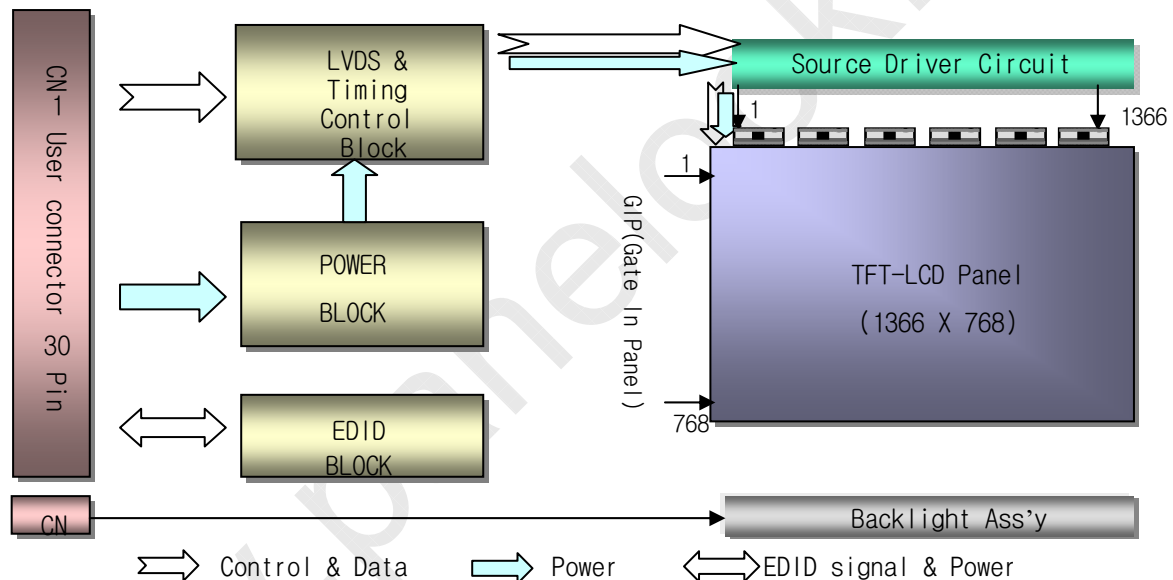 CN1 User connector 30 Pin
LVDS &
Timing
Control
Block
Source Driver Circuit
1
1366
1
GIP(Gate In Panel)
768
TFT-LCD Panel
(1366 X 768)
POWER
BLOCK
EDID
BLOCK
CN
Backlight Ass’y
Control & Data
Power
EDID signal & Power